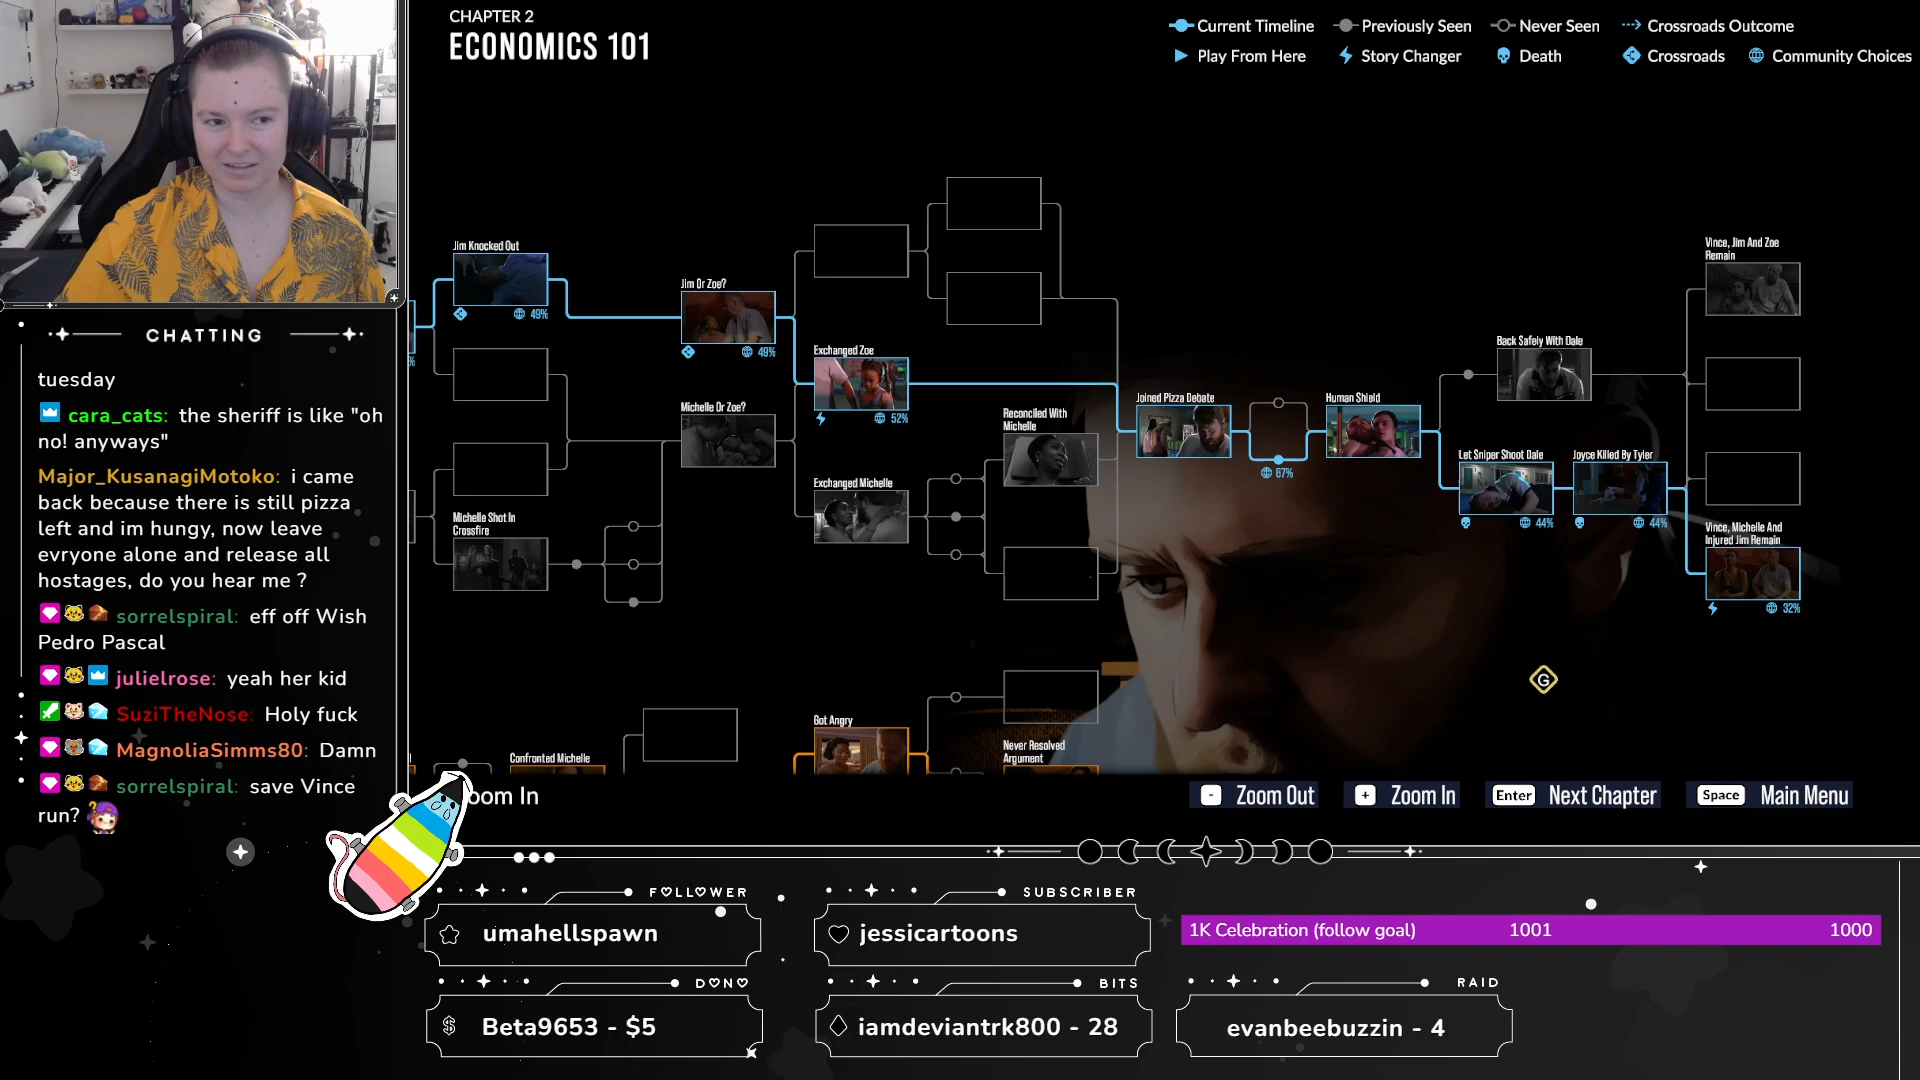 CHAPTER 2
ECONOMICS 101
Current Timeline
Previously Seen
Never Seen
Crossroads Outcome
Play From Here
Story Changer
Death
Crossroads
Community Choices
Jim Knocked Out
49%
Jim Or Zoe?
49%
Exchanged Zoe
52%
Michelle Or Zoe?
Exchanged Michelle
Michelle Shot In
Crossfire
Reconciled With
Michelle
Joined Pizza Debate
67%
Human Shield
Back Safely With Dale
Let Sniper Shoot Dale
44%
Joyce Killed By Tyler
44%
Vince, Jim And Zoe
Remain
Vince, Michelle And
Injured Jim Remain
32%
G
Got Angry
Confronted Michelle
Never Resolved
Argument
oom In
- Zoom Out
+ Zoom In
Enter Next Chapter
Space Main Menu
CHATTING
tuesday
cara_cats: the sheriff is like "oh
no! anyways"
Major_KusanagiMotoko: i came
back because there is still pizza
left and im hungy, now leave
evryone alone and release all
hostages, do you hear me ?
sorrelspiral: eff off Wish
Pedro Pascal
julielrose: yeah her kid
SuziTheNose: Holy fuck
MagnoliaSimms80: Damn
sorrelspiral: save Vince
run?
FOLLOWER
umahellspawn
SUBSCRIBER
jessicartoons
1K Celebration (follow goal) 1001 1000
DONO
Beta9653 - $5
BITS
iamdeviantrk800 - 28
RAID
evanbeebuzzin - 4